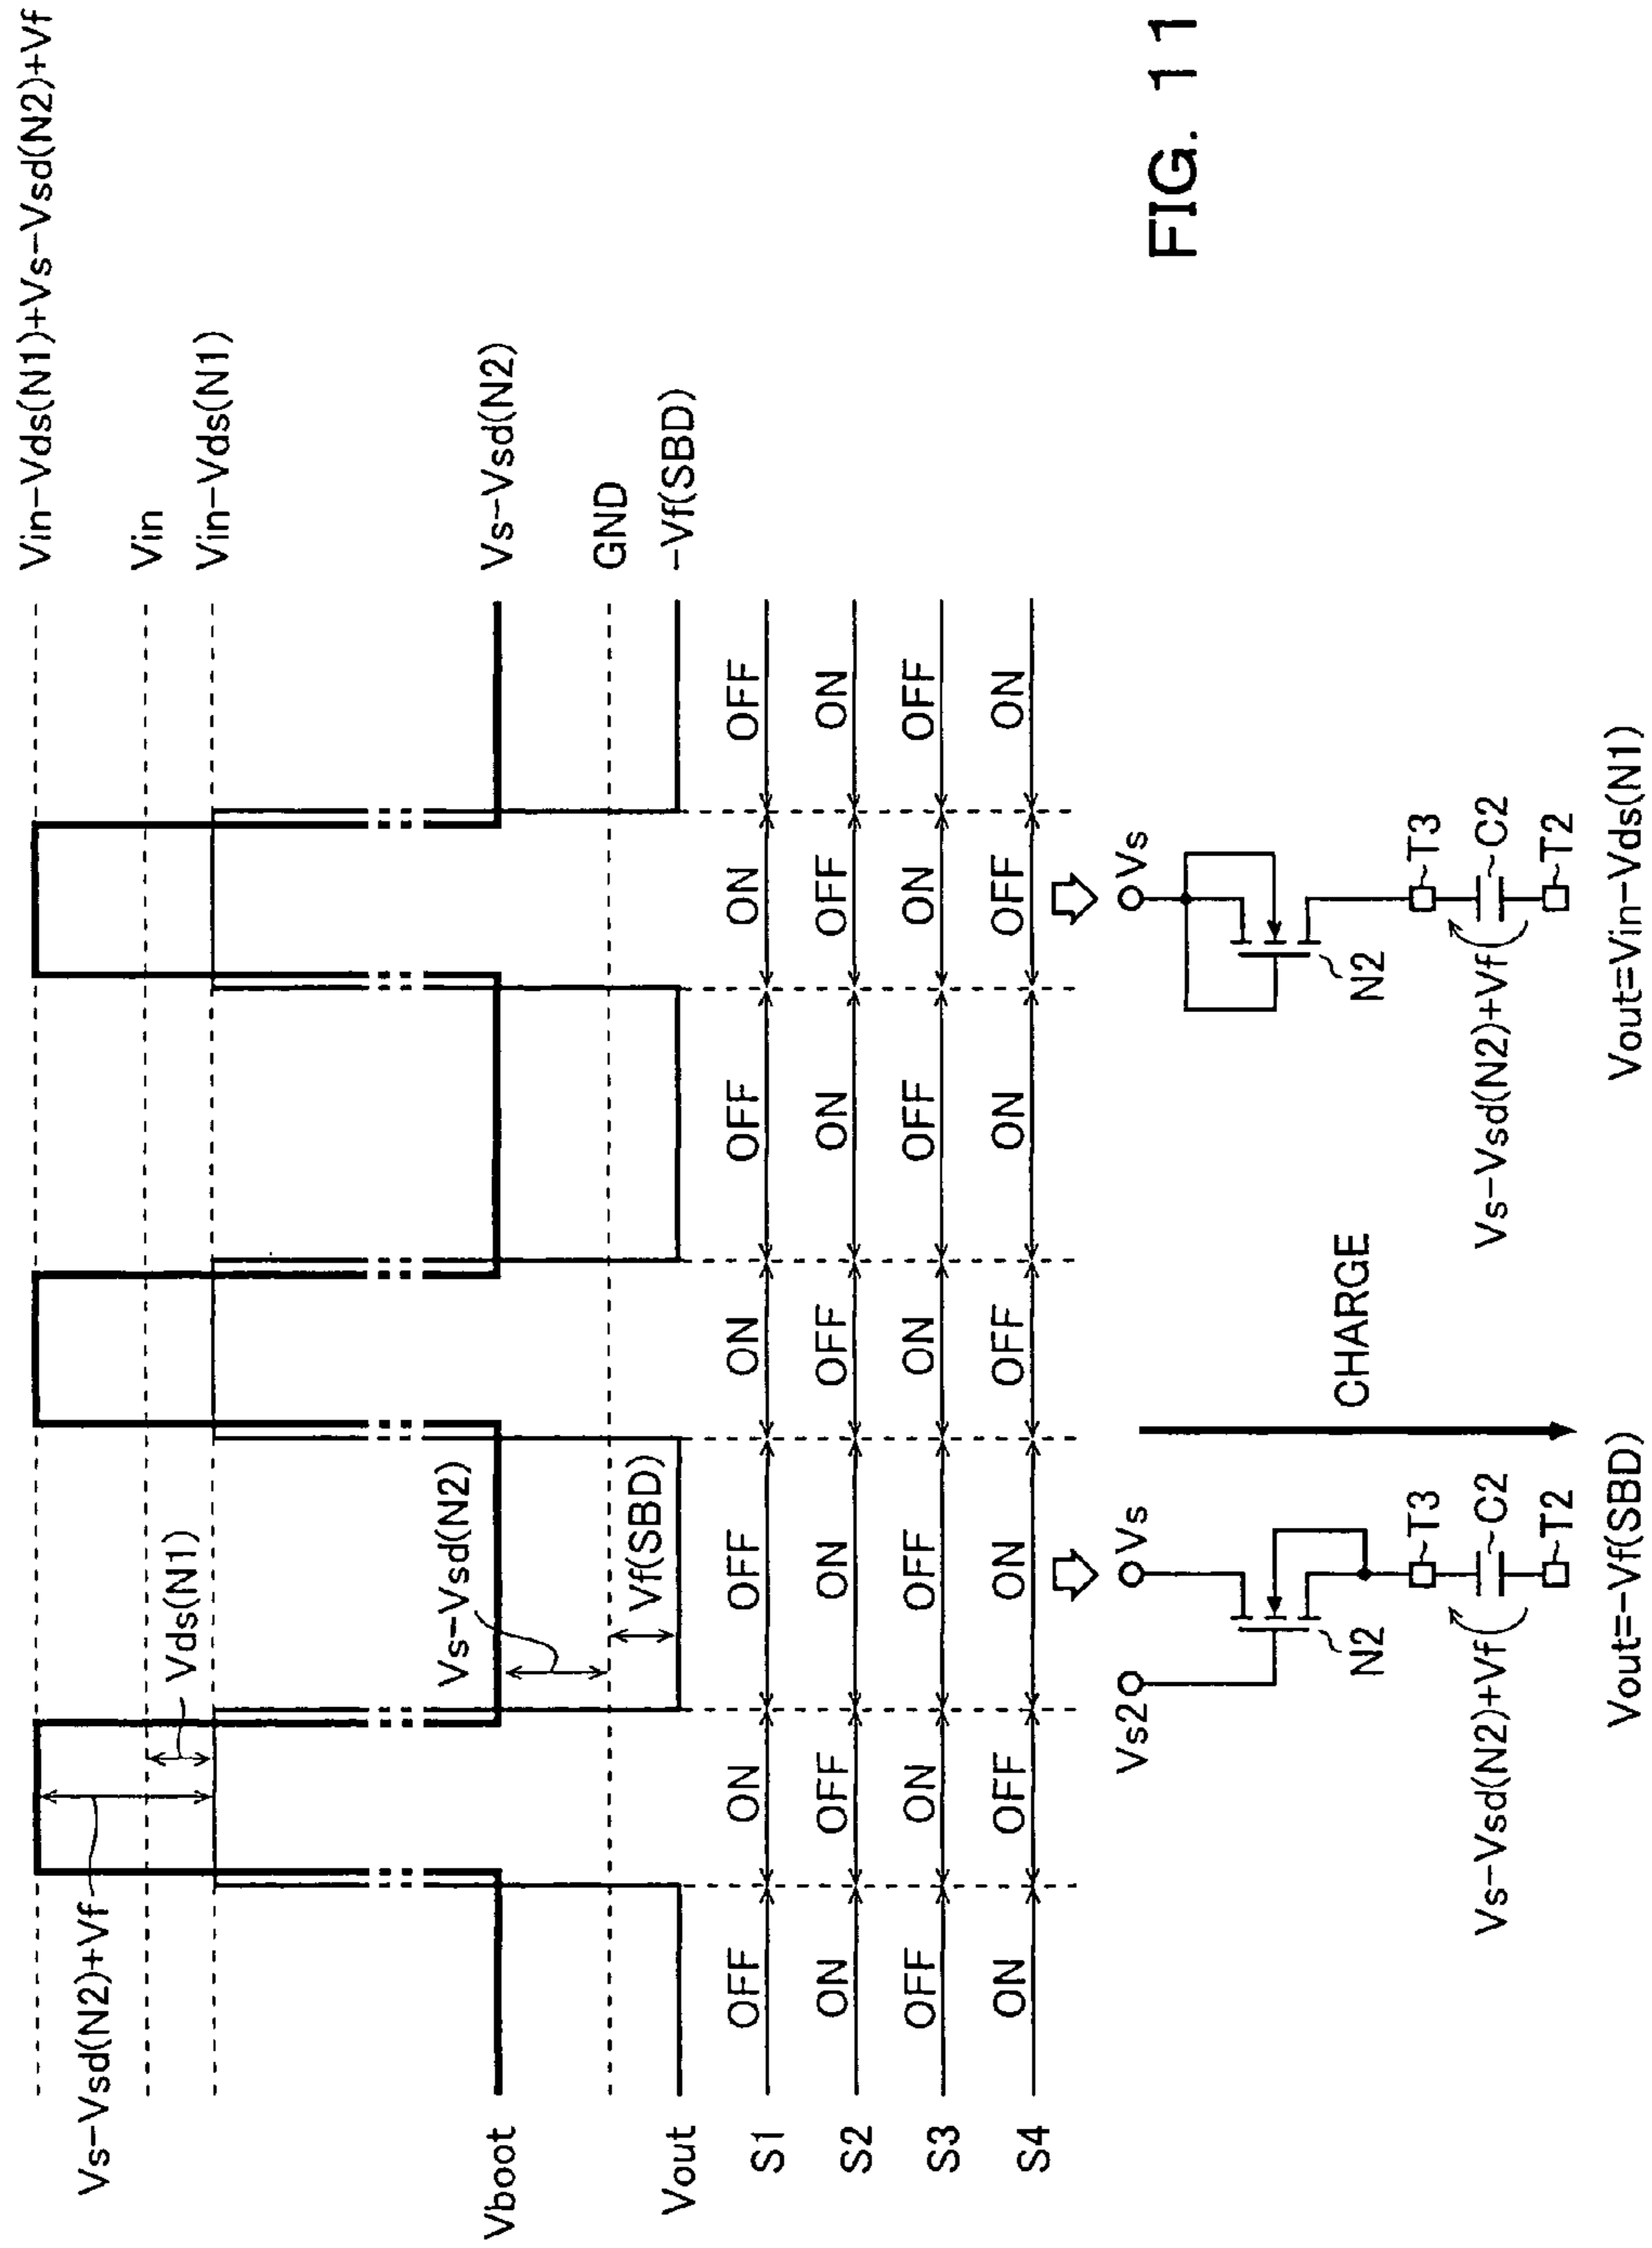 Vin-Vds(N1)+Vs-Vsd(N2)+Vf
Vin
Vin-Vds(N1)
Vs-Vsd(N2)+Vf
Vds(N1)
Vs-Vsd(N2)
Vs-Vsd(N2)
Vboot
GND
Vf(SBD)
-Vf(SBD)
Vout
S1 OFF ON OFF ON OFF ON OFF
S2 ON OFF ON OFF ON OFF ON
S3 OFF ON OFF ON OFF ON OFF
S4 ON OFF ON OFF ON OFF ON
Vs2 Vs
N2
T3
C2
T2
Vs-Vsd(N2)+Vf
Vout=-Vf(SBD)
CHARGE
Vs
N2
T3
C2
T2
Vs-Vsd(N2)+Vf
Vout=Vin-Vds(N1)
FIG. 11